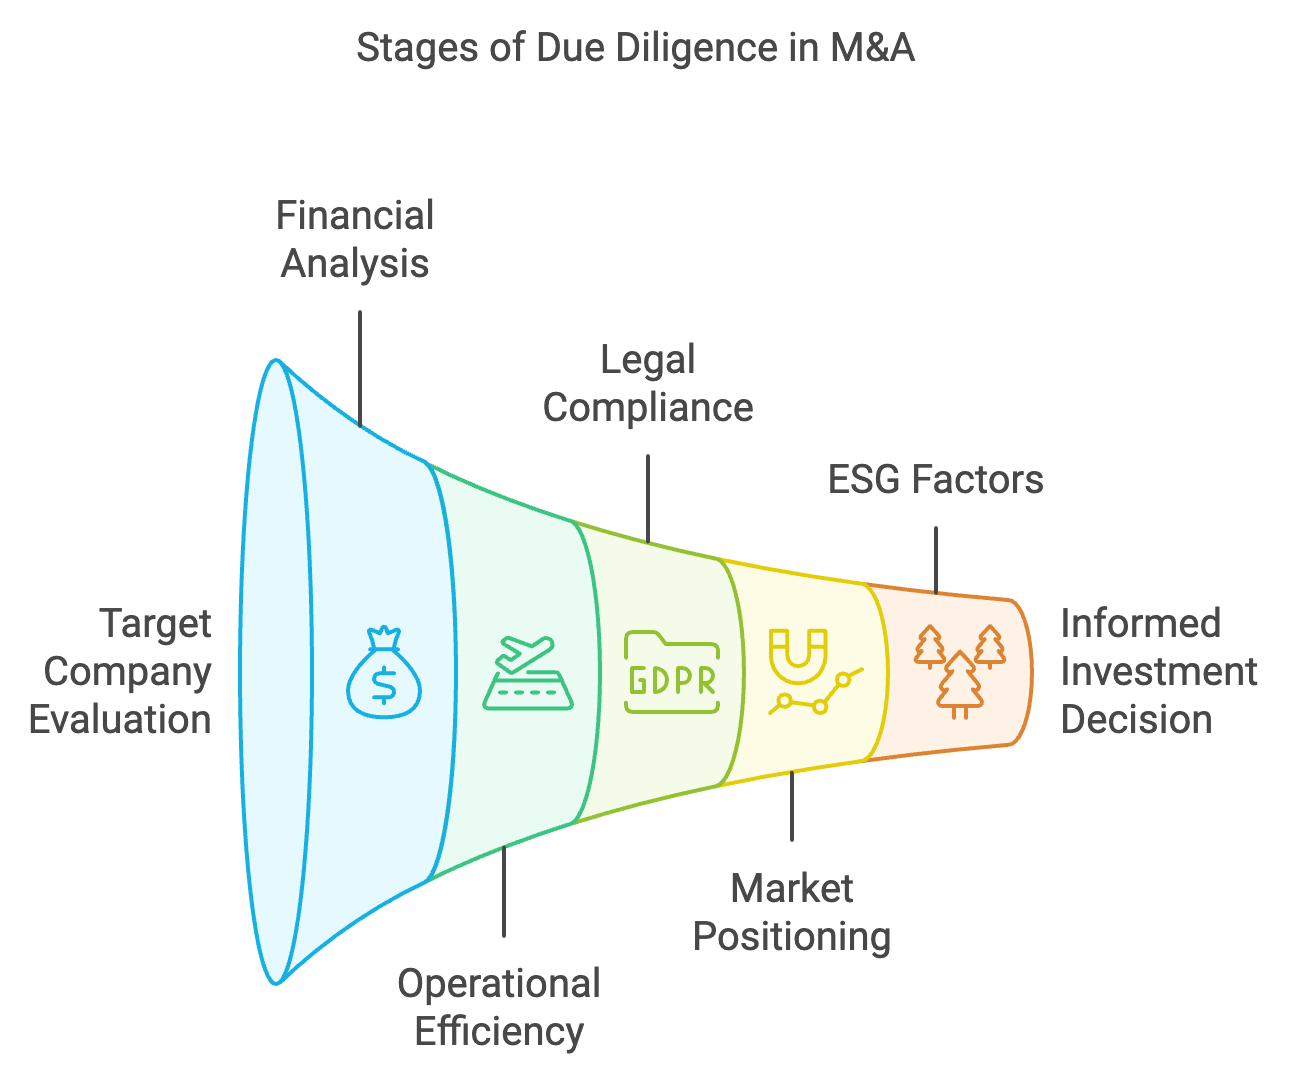 Stages of Due Diligence in M&A
Financial
Analysis
Legal
Compliance
ESG Factors
Target
Company
Evaluation
$
GDPR
Informed
Investment
Decision
Market
Positioning
Operational
Efficiency